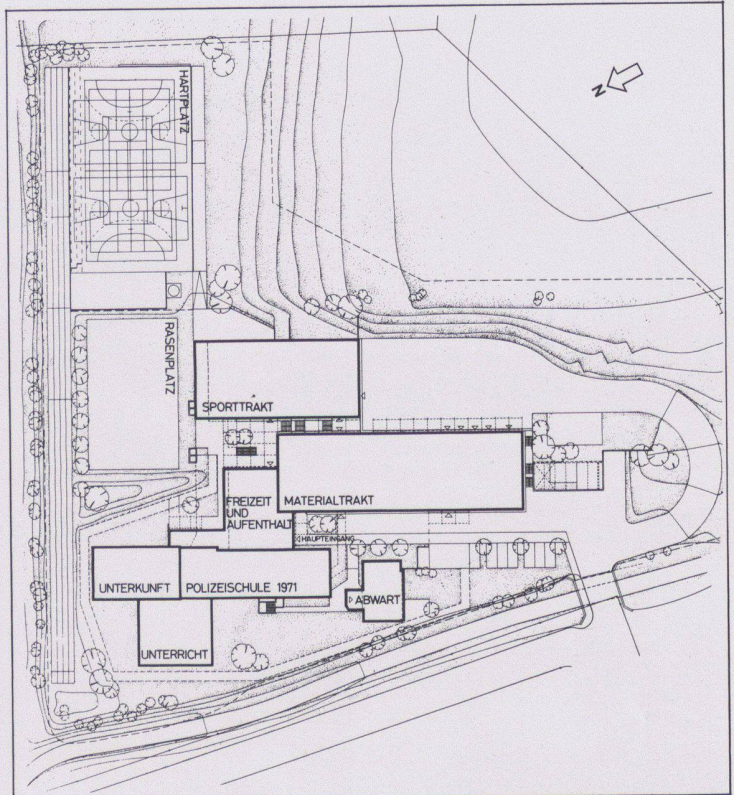 HARTPLATZ
N
RASENPLATZ
SPORTTRAKT
MATERIALTRAKT
FREIZEIT
UND
AUFENTHALT
HAUPTEINGANG
UNTERKUNFT
POLIZEISCHULE 1971
ABWART
UNTERRICHT